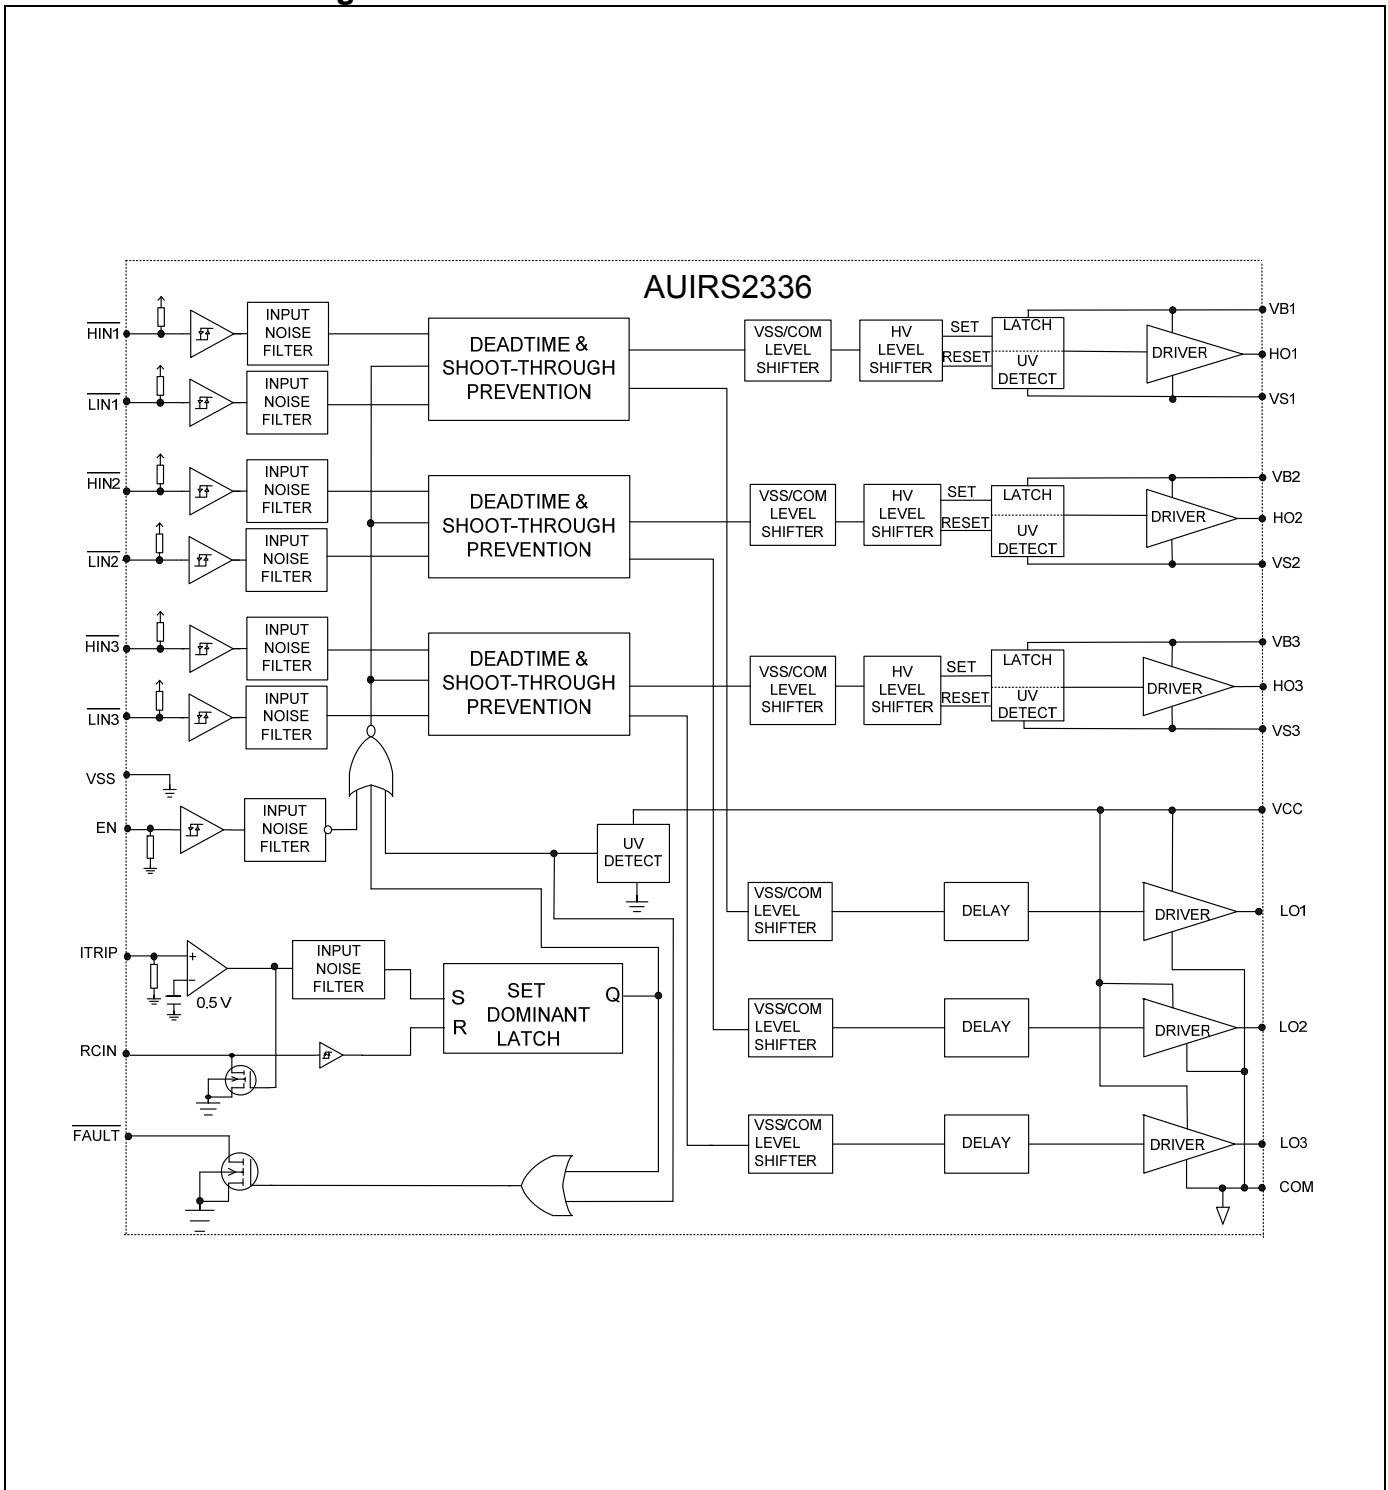 AUIRS2336
HIN1
INPUT
NOISE
FILTER
LIN1
INPUT
NOISE
FILTER
DEADTIME &
SHOOT-THROUGH
PREVENTION
VSS/COM
LEVEL
SHIFTER
HV
LEVEL
SHIFTER
SET
RESET
LATCH
UV
DETECT
DRIVER
VB1
HO1
VS1
HIN2
INPUT
NOISE
FILTER
LIN2
INPUT
NOISE
FILTER
DEADTIME &
SHOOT-THROUGH
PREVENTION
VSS/COM
LEVEL
SHIFTER
HV
LEVEL
SHIFTER
SET
RESET
LATCH
UV
DETECT
DRIVER
VB2
HO2
VS2
HIN3
INPUT
NOISE
FILTER
LIN3
INPUT
NOISE
FILTER
DEADTIME &
SHOOT-THROUGH
PREVENTION
VSS/COM
LEVEL
SHIFTER
HV
LEVEL
SHIFTER
SET
RESET
LATCH
UV
DETECT
DRIVER
VB3
HO3
VS3
VSS
EN
INPUT
NOISE
FILTER
UV
DETECT
VCC
VSS/COM
LEVEL
SHIFTER
DELAY
DRIVER
LO1
ITRIP
+
−
0.5 V
INPUT
NOISE
FILTER
S
R
SET
DOMINANT
LATCH
Q
VSS/COM
LEVEL
SHIFTER
DELAY
DRIVER
LO2
RCIN
FAULT
VSS/COM
LEVEL
SHIFTER
DELAY
DRIVER
LO3
COM